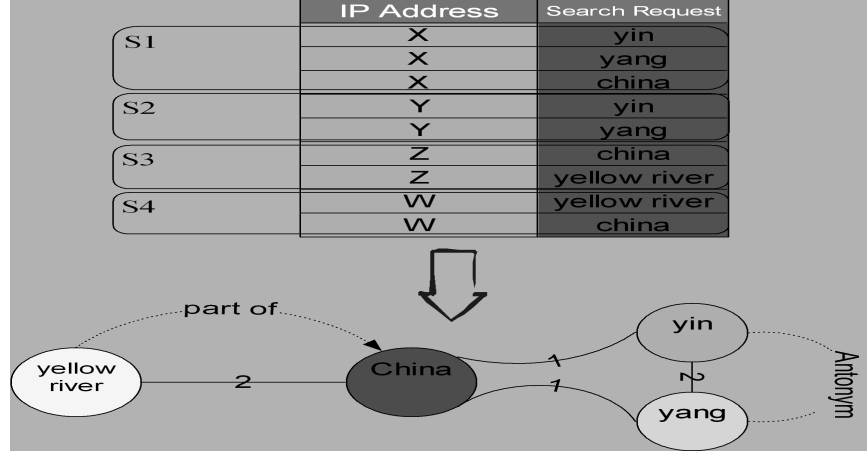 IP Address Search Request
S1 X yin
X yang
X china
S2 Y yin
Y yang
S3 Z china
Z yellow river
S4 W yellow river
W china
part of
yin
1
yellow
river
2
China
2
Antonym
1
yang